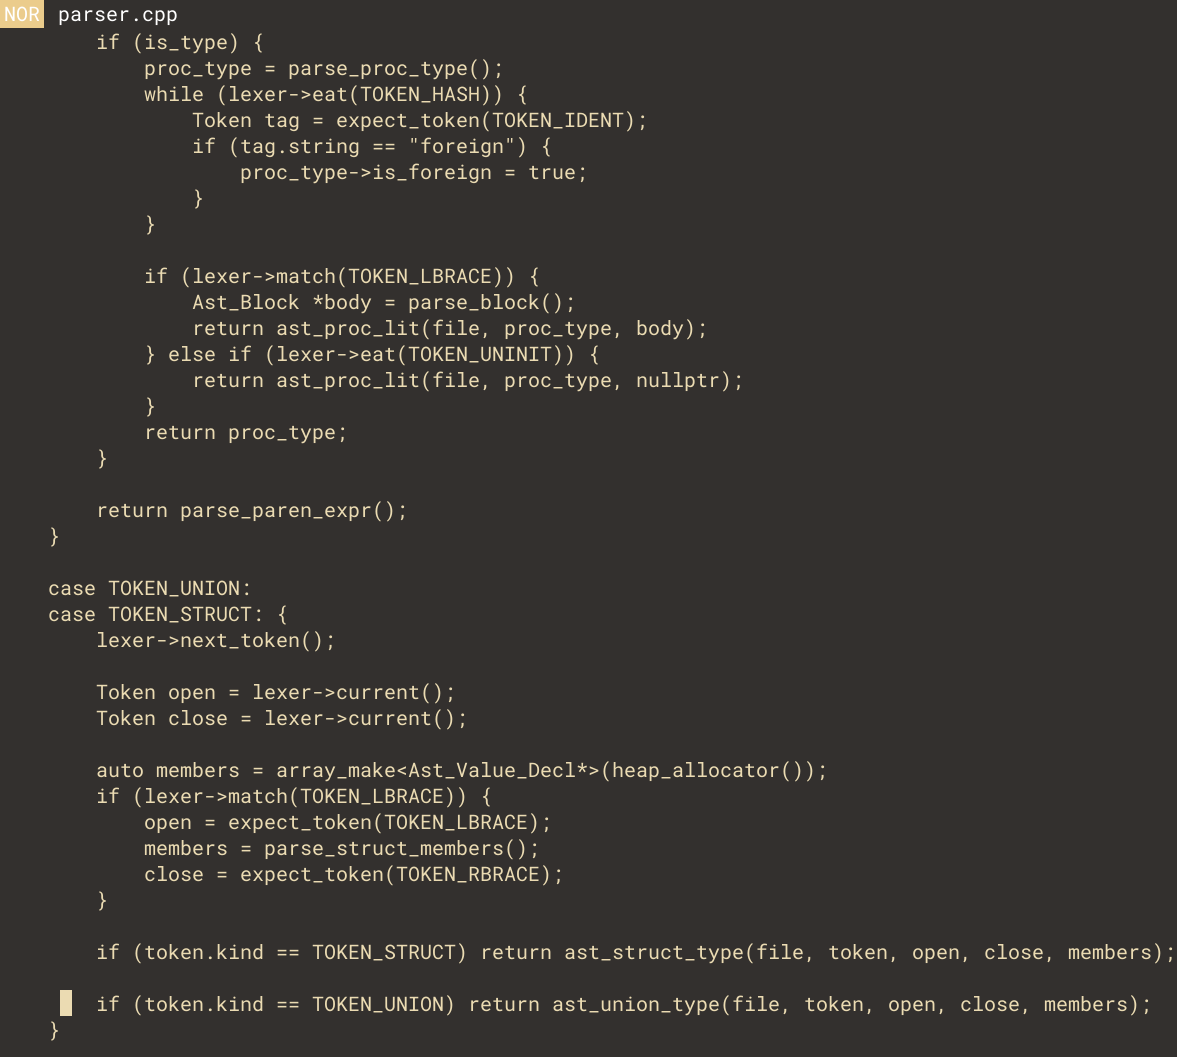 NOR parser.cpp
        if (is_type) {
            proc_type = parse_proc_type();
            while (lexer->eat(TOKEN_HASH)) {
                Token tag = expect_token(TOKEN_IDENT);
                if (tag.string == "foreign") {
                    proc_type->is_foreign = true;
                }
            }

            if (lexer->match(TOKEN_LBRACE)) {
                Ast_Block *body = parse_block();
                return ast_proc_lit(file, proc_type, body);
            } else if (lexer->eat(TOKEN_UNINIT)) {
                return ast_proc_lit(file, proc_type, nullptr);
            }
            return proc_type;
        }

        return parse_paren_expr();
    }

    case TOKEN_UNION:
    case TOKEN_STRUCT: {
        lexer->next_token();

        Token open = lexer->current();
        Token close = lexer->current();

        auto members = array_make<Ast_Value_Decl*>(heap_allocator());
        if (lexer->match(TOKEN_LBRACE)) {
            open = expect_token(TOKEN_LBRACE);
            members = parse_struct_members();
            close = expect_token(TOKEN_RBRACE);
        }

        if (token.kind == TOKEN_STRUCT) return ast_struct_type(file, token, open, close, members);

        if (token.kind == TOKEN_UNION) return ast_union_type(file, token, open, close, members);
    }